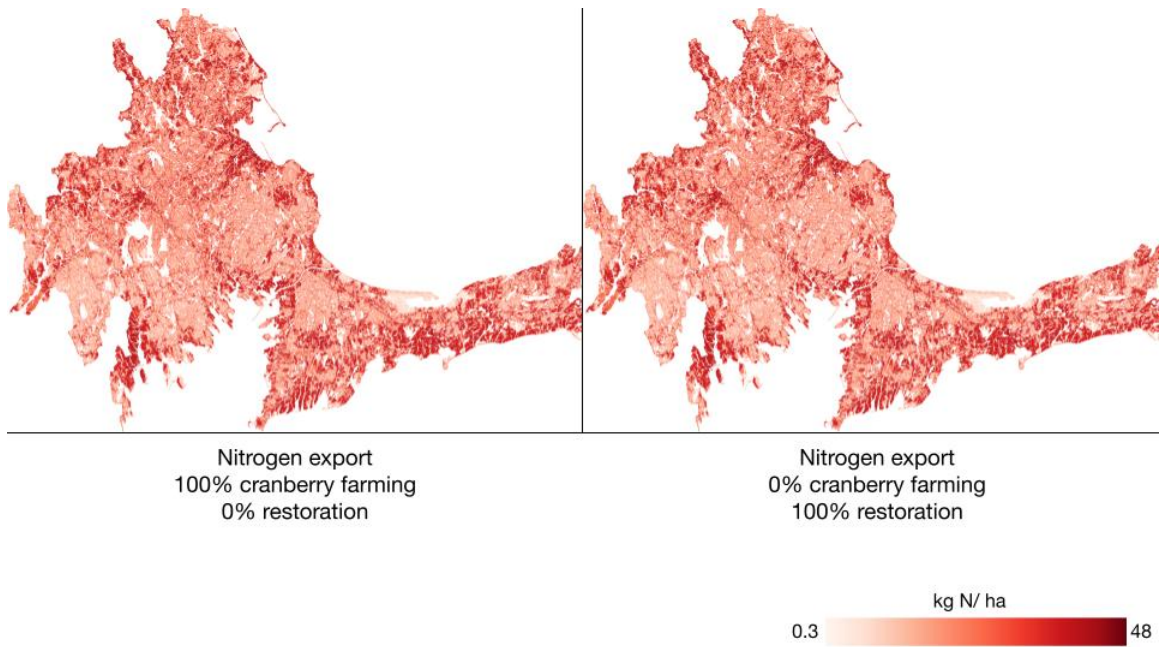 Nitrogen export
100% cranberry farming
0% restoration
Nitrogen export
0% cranberry farming
100% restoration
kg N/ ha
0.3 48